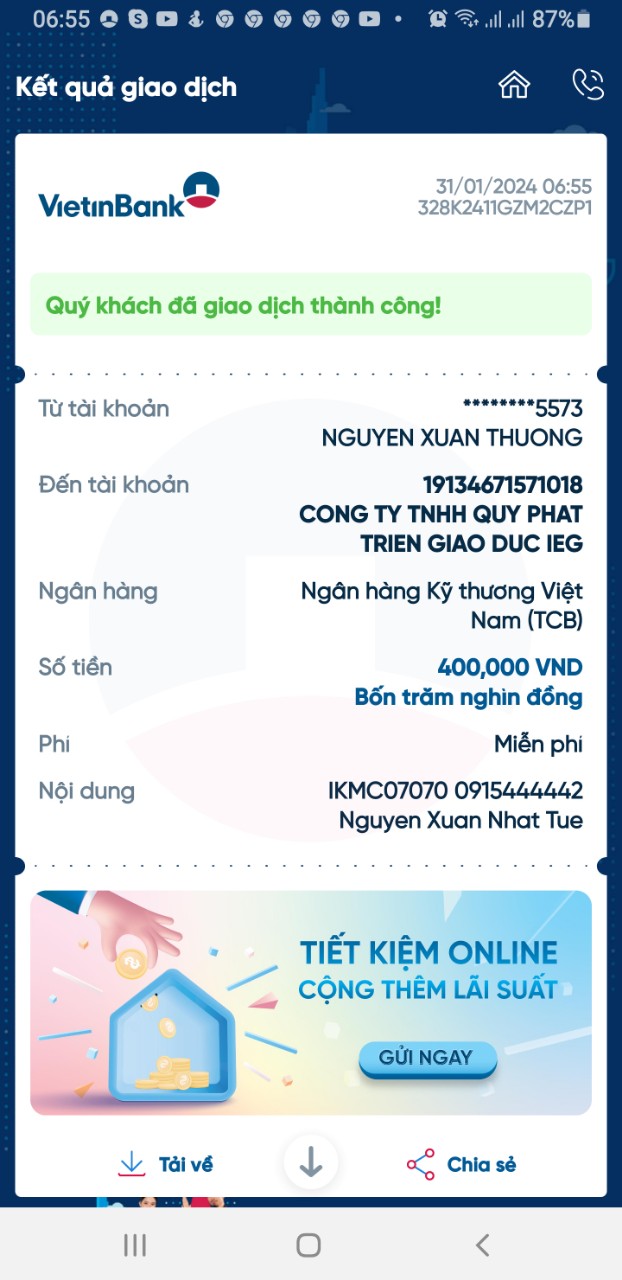 06:55 87%
Kết quả giao dịch
VietinBank
31/01/2024 06:55
328K2411GZM2CZP1
Quý khách đã giao dịch thành công!
Từ tài khoản ********5573
NGUYEN XUAN THUONG
Đến tài khoản 19134671571018
CONG TY TNHH QUY PHAT
TRIEN GIAO DUC IEG
Ngân hàng Ngân hàng Kỹ thương Việt
Nam (TCB)
Số tiền 400,000 VND
Bốn trăm nghìn đồng
Phí Miễn phí
Nội dung IKMC07070 0915444442
Nguyen Xuan Nhat Tue
TIẾT KIỆM ONLINE
CỘNG THÊM LÃI SUẤT
GỬI NGAY
Tải về Chia sẻ